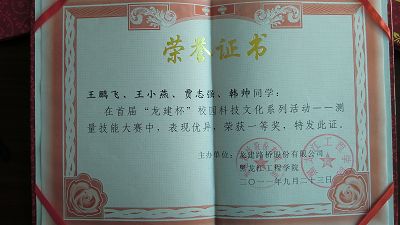 荣誉证书
王鹏飞、王小燕、贾志强、韩帅同学：
在首届“龙建杯”校园科技文化系列活动——测
量技能大赛中，表现优异，荣获一等奖，特发此证。
主办单位：龙建路桥股份有限公司
黑龙江工程学院
二〇一一年九月二十三日